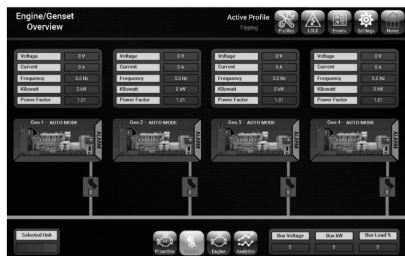 Engine/Genset
Overview
Active Profile
Tripping
Profiles
LSLD
Events
Settings
Home
Voltage 0 V
Current 0 A
Frequency 0.0 Hz
Kilowatt 0 kW
Power Factor 1.01
Voltage 0 V
Current 0 A
Frequency 0.0 Hz
Kilowatt 0 kW
Power Factor 1.01
Voltage 0 V
Current 0 A
Frequency 0.0 Hz
Kilowatt 0 kW
Power Factor 1.01
Voltage 0 V
Current 0 A
Frequency 0.0 Hz
Kilowatt 0 kW
Power Factor 1.01
Gen 1 - AUTO MODE
Gen 2 - AUTO MODE
Gen 3 - AUTO MODE
Gen 4 - AUTO MODE
Selected Unit
Proactive
Engine
Analytics
Bus Voltage
Bus kW
Bus Load %
0
0
0